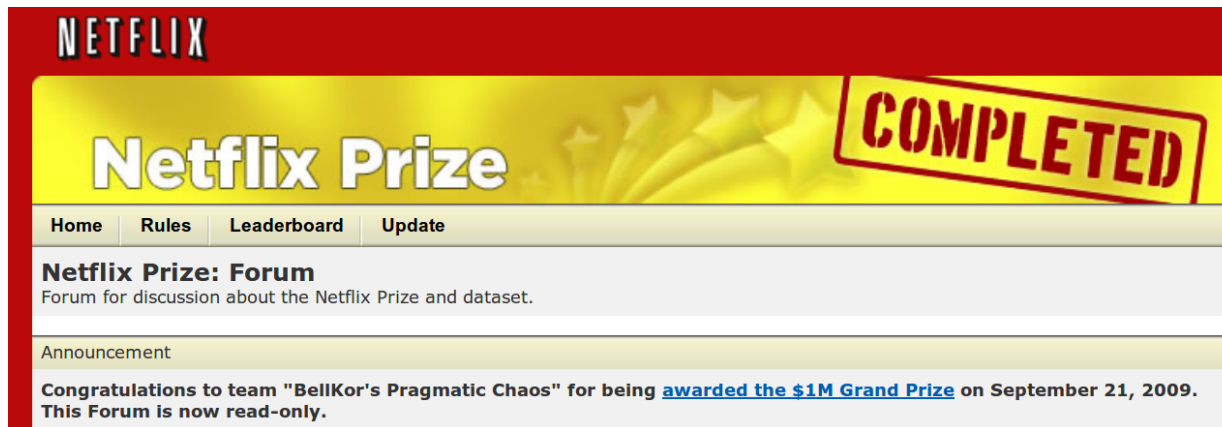 NETFLIX
Netflix Prize
COMPLETED
Home Rules Leaderboard Update
Netflix Prize: Forum
Forum for discussion about the Netflix Prize and dataset.
Announcement
Congratulations to team "BellKor's Pragmatic Chaos" for being awarded the $1M Grand Prize on September 21, 2009.
This Forum is now read-only.